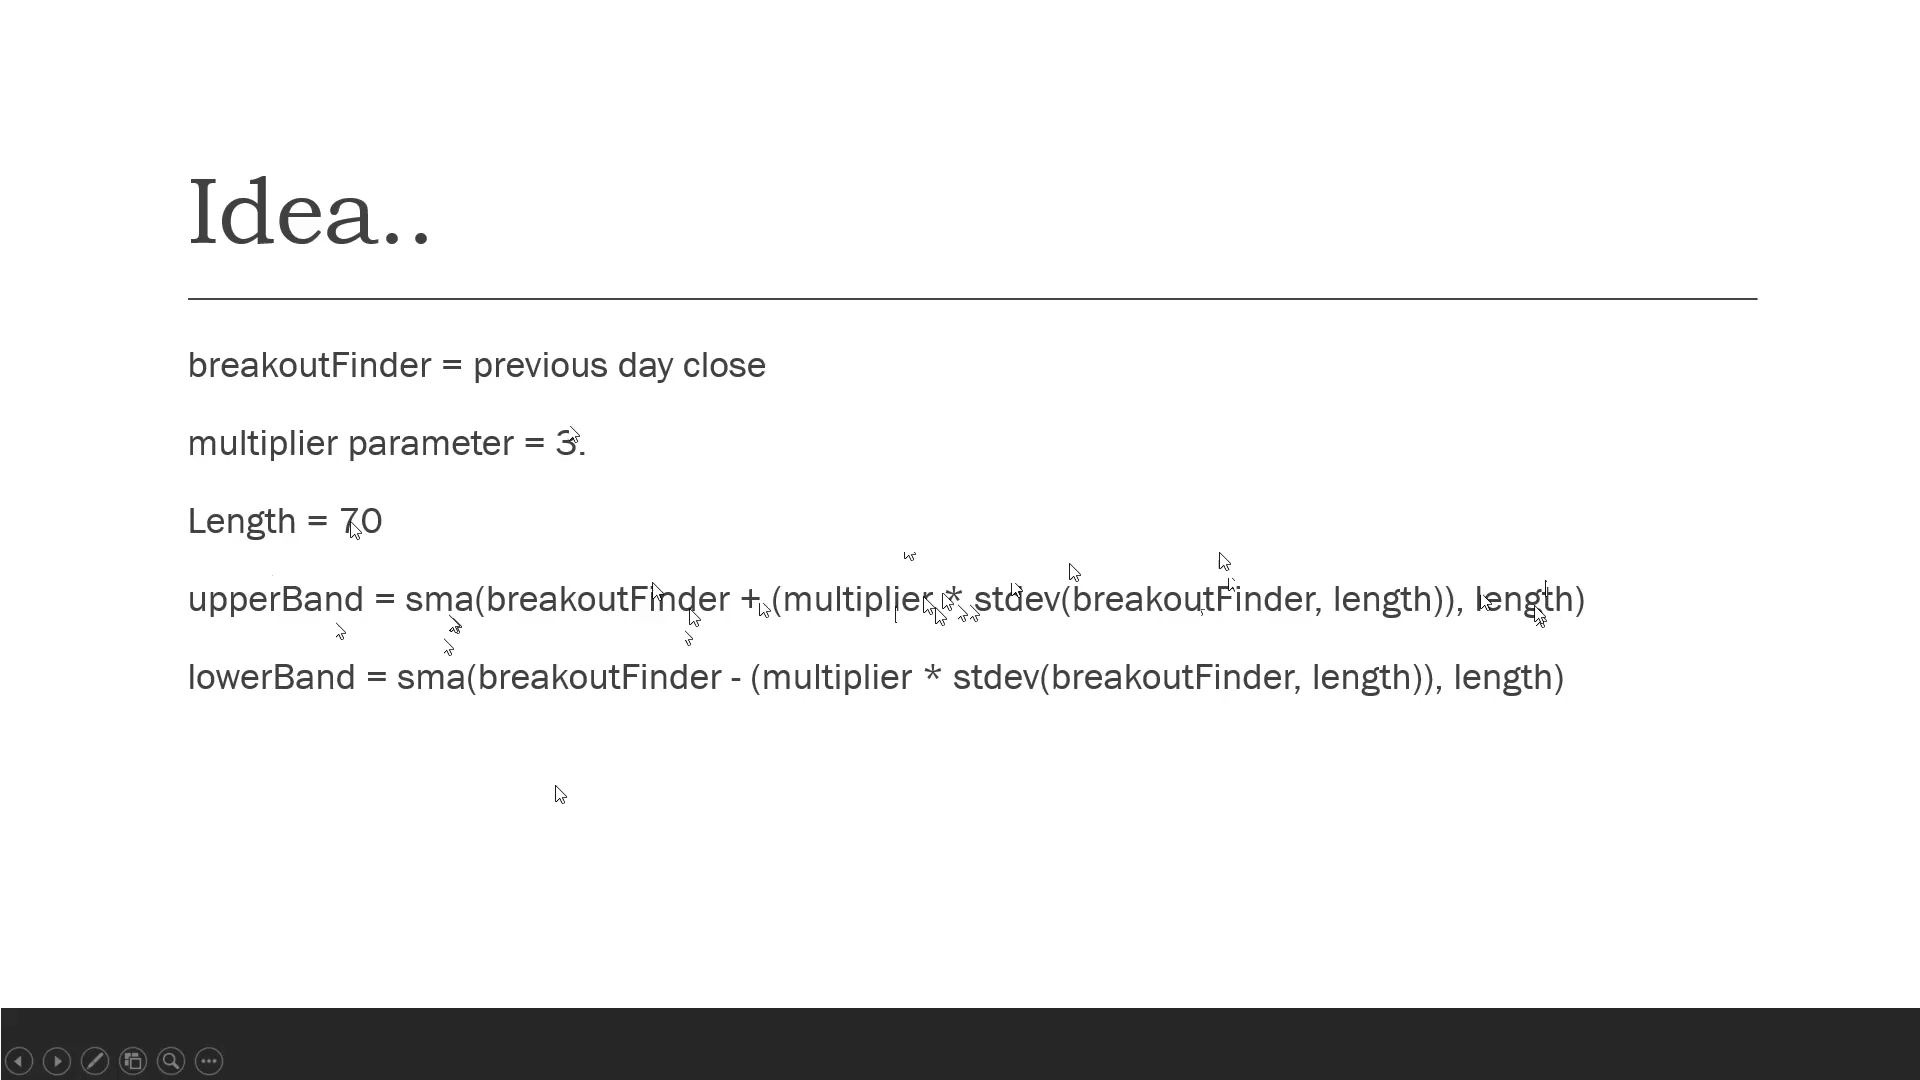 Idea..
breakoutFinder = previous day close
multiplier parameter = 3.
Length = 70
upperBand = sma(breakoutFinder + (multiplier * stdev(breakoutFinder, length)), length)
lowerBand = sma(breakoutFinder - (multiplier * stdev(breakoutFinder, length)), length)